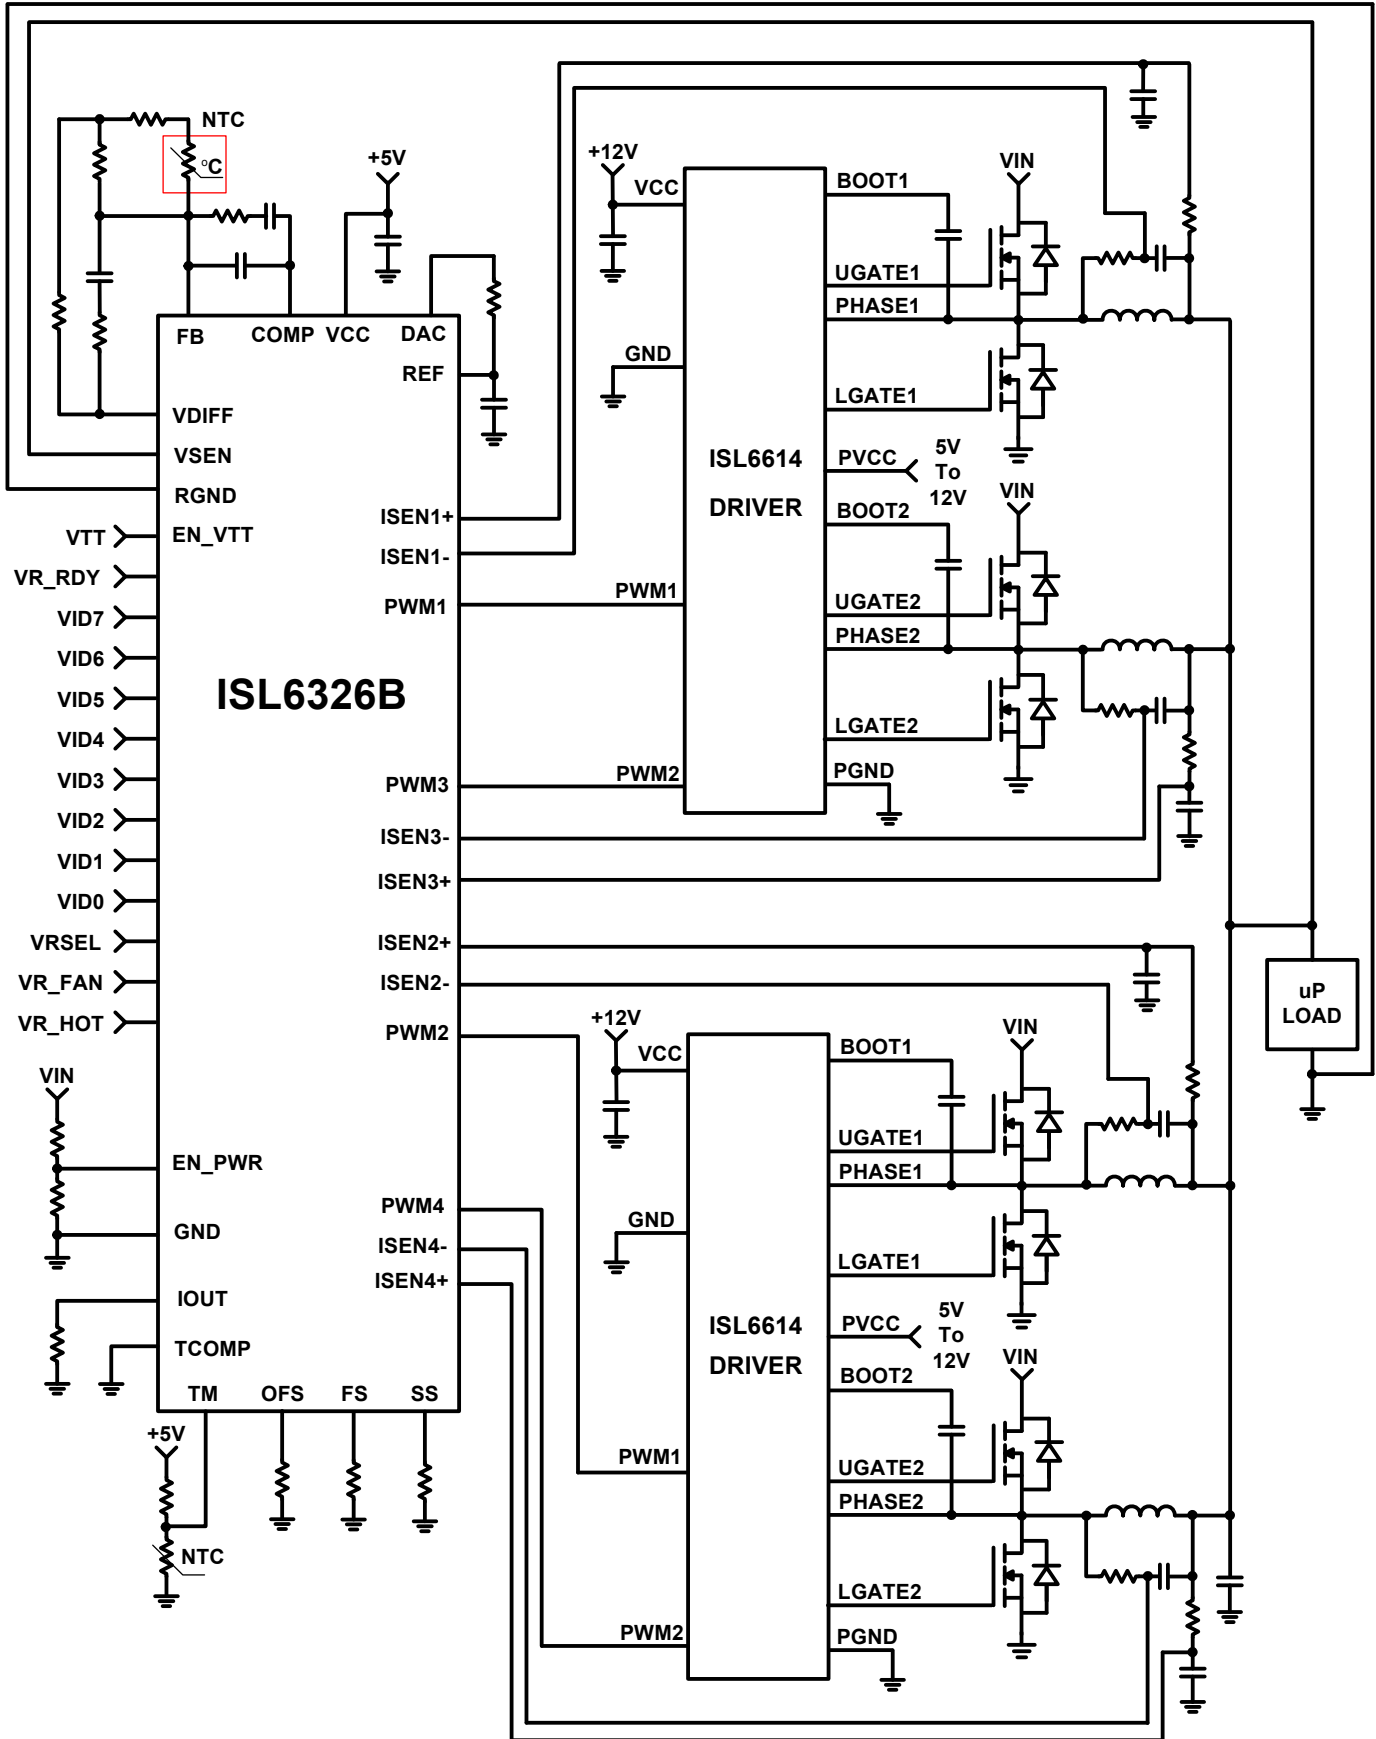 NTC
°C
+5V
FB
COMP
VCC
DAC
REF
VDIFF
VSEN
RGND
VTT
EN_VTT
VR_RDY
VID7
VID6
VID5
VID4
VID3
VID2
VID1
VID0
VRSEL
VR_FAN
VR_HOT
ISL6326B
ISEN1+
ISEN1-
PWM1
PWM3
ISEN3-
ISEN3+
ISEN2+
ISEN2-
PWM2
PWM4
ISEN4-
ISEN4+
VIN
EN_PWR
GND
IOUT
TCOMP
TM
OFS
FS
SS
+5V
NTC
+12V
VCC
GND
PWM1
PWM2
ISL6614
DRIVER
BOOT1
UGATE1
PHASE1
LGATE1
PVCC
5V
To
12V
BOOT2
UGATE2
PHASE2
LGATE2
PGND
VIN
VIN
+12V
VCC
GND
PWM1
PWM2
ISL6614
DRIVER
BOOT1
UGATE1
PHASE1
LGATE1
PVCC
5V
To
12V
BOOT2
UGATE2
PHASE2
LGATE2
PGND
VIN
VIN
uP
LOAD